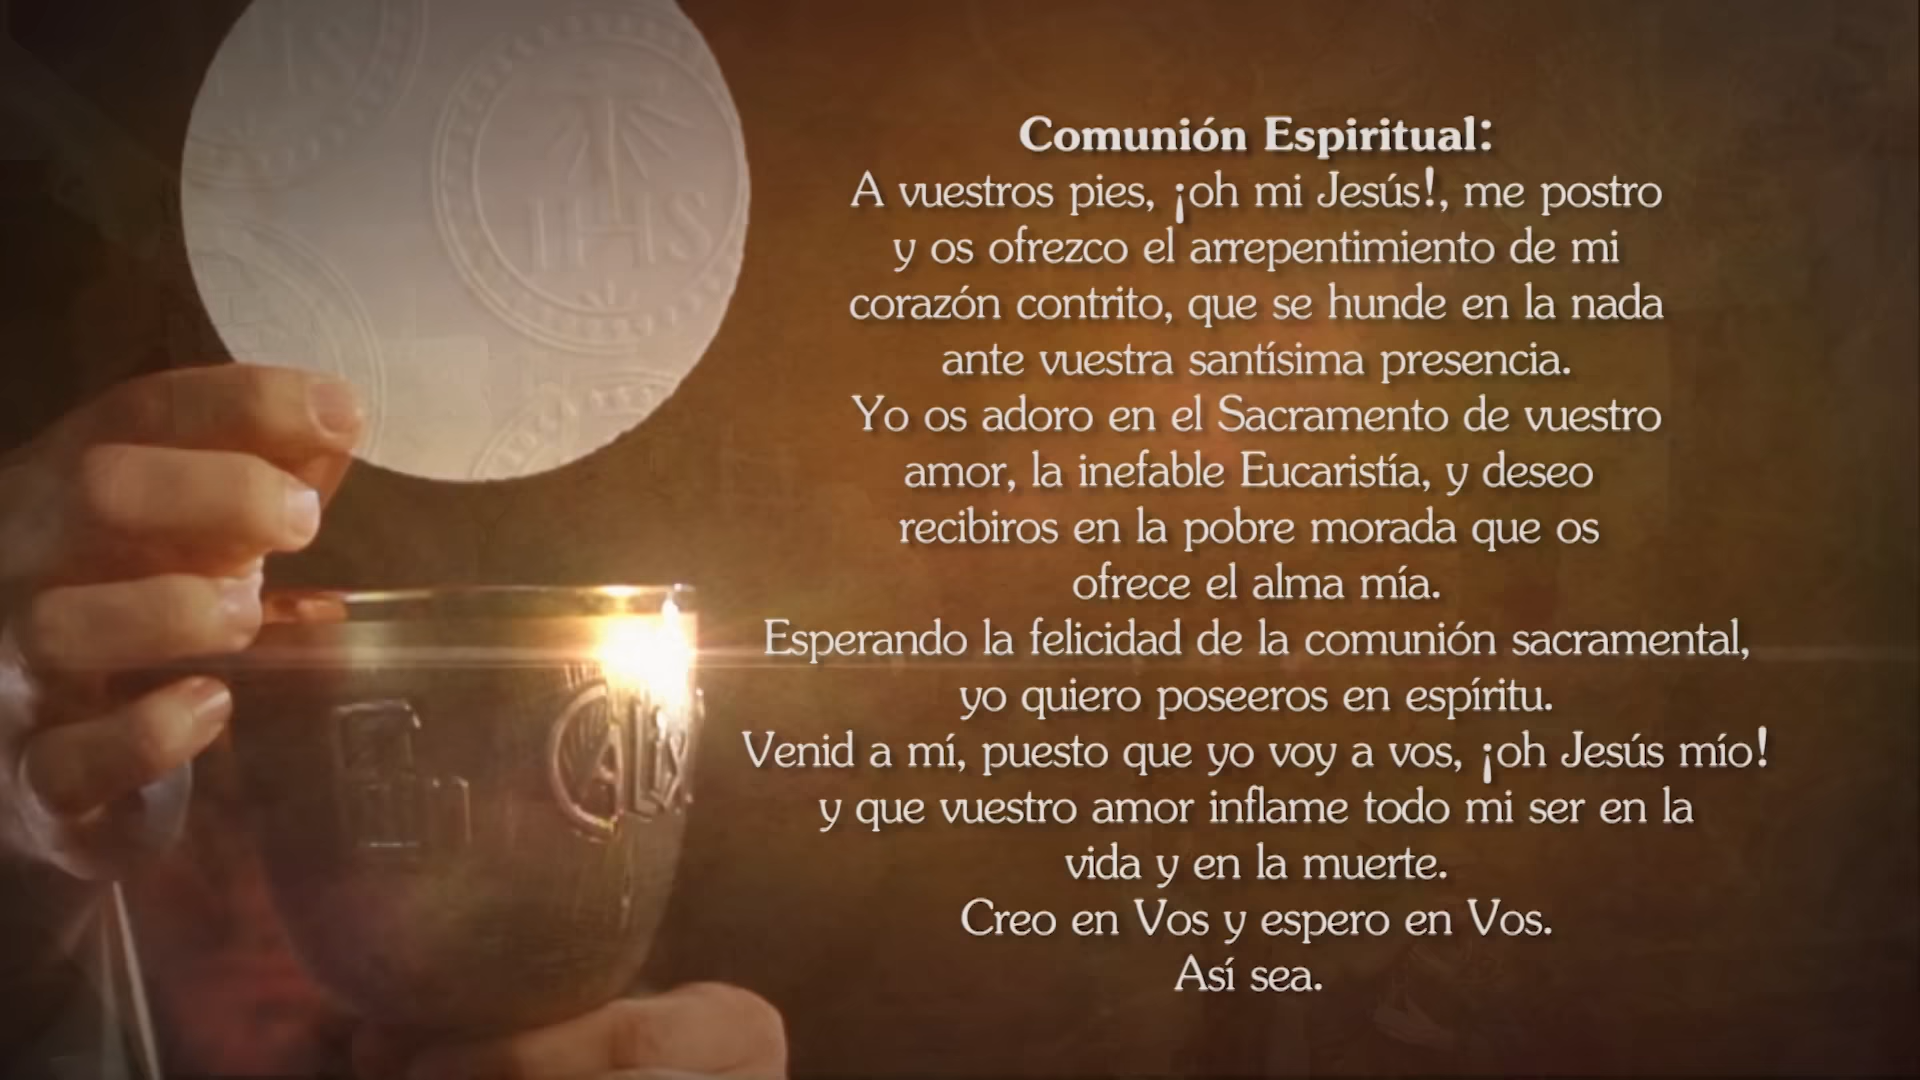 IHS
Comunión Espiritual:
A vuestros pies, ¡oh mi Jesús!, me postro
y os ofrezco el arrepentimiento de mi
corazón contrito, que se hunde en la nada
ante vuestra santísima presencia.
Yo os adoro en el Sacramento de vuestro
amor, la inefable Eucaristía, y deseo
recibiros en la pobre morada que os
ofrece el alma mía.
Esperando la felicidad de la comunión sacramental,
yo quiero poseeros en espíritu.
Venid a mí, puesto que yo voy a vos, ¡oh Jesús mío!
y que vuestro amor inflame todo mi ser en la
vida y en la muerte.
Creo en Vos y espero en Vos.
Así sea.